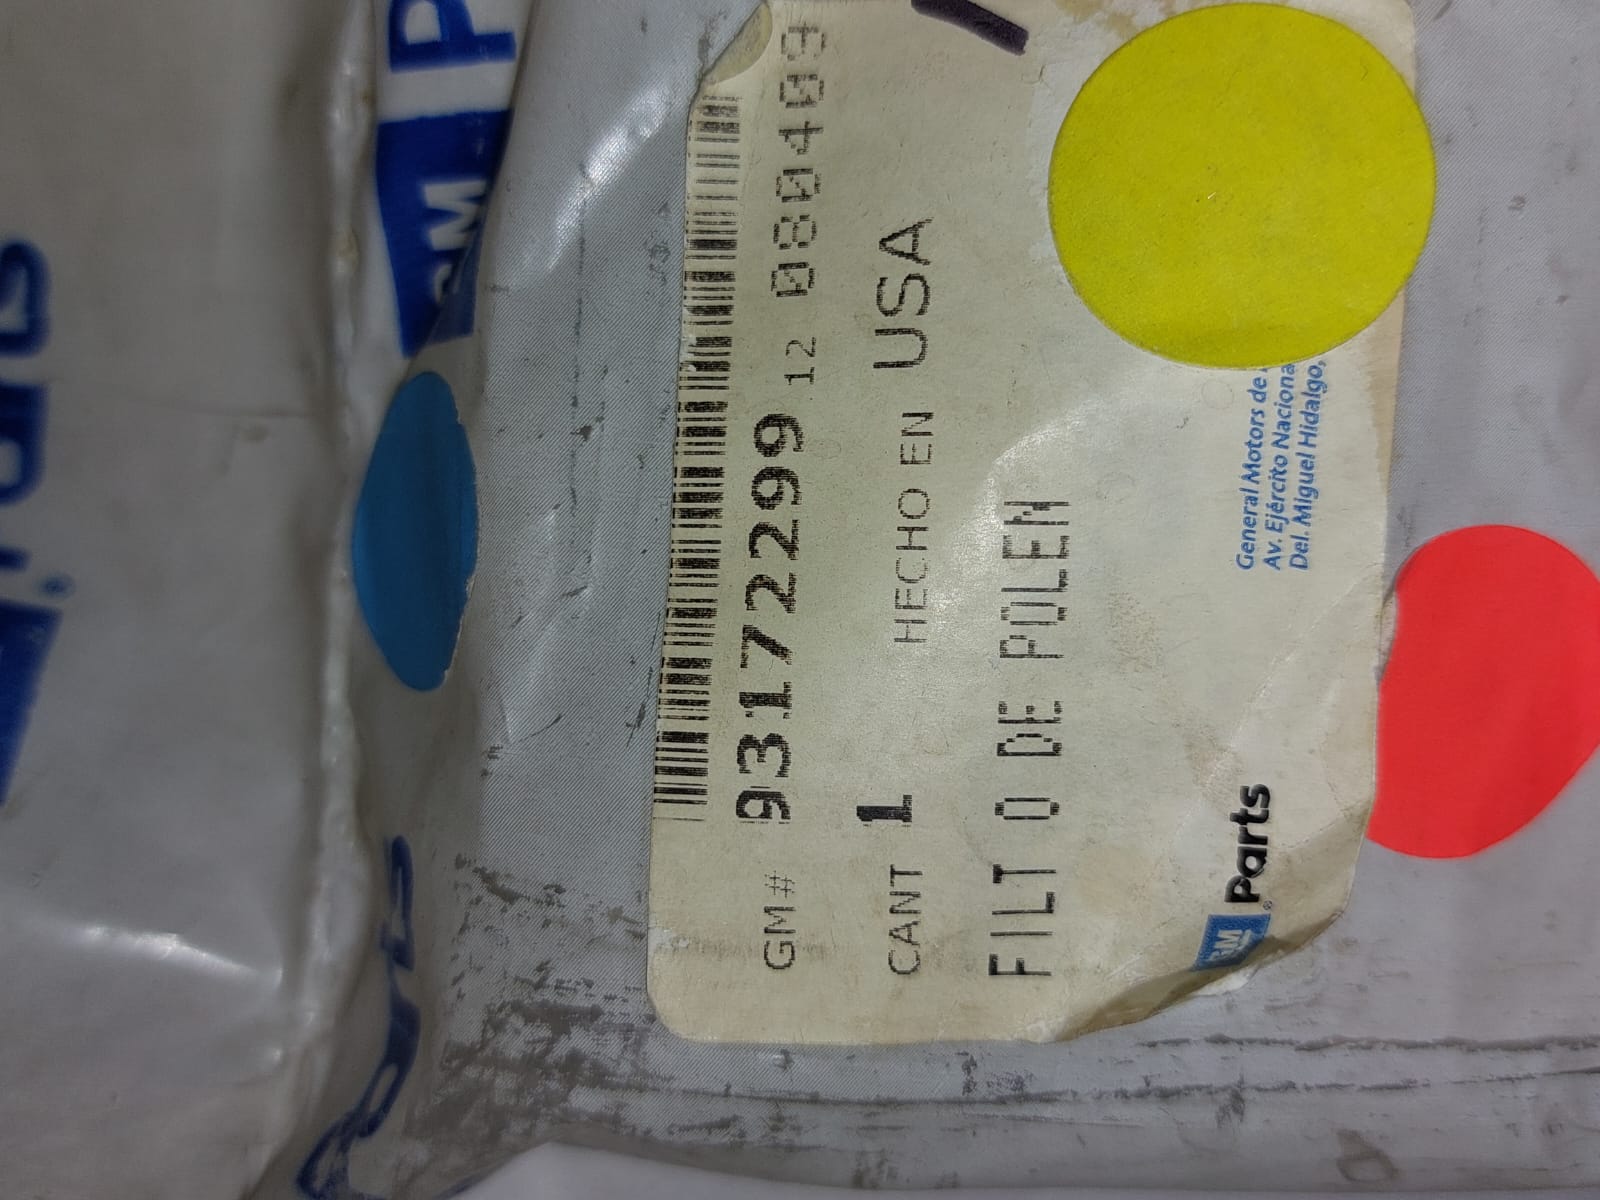 GM# 93172299 12 080409
CANT 1 HECHO EN USA
FILT O DE POLEN
GM Parts
General Motors de
Av. Ejército Naciona
Del. Miguel Hidalgo,
GM P